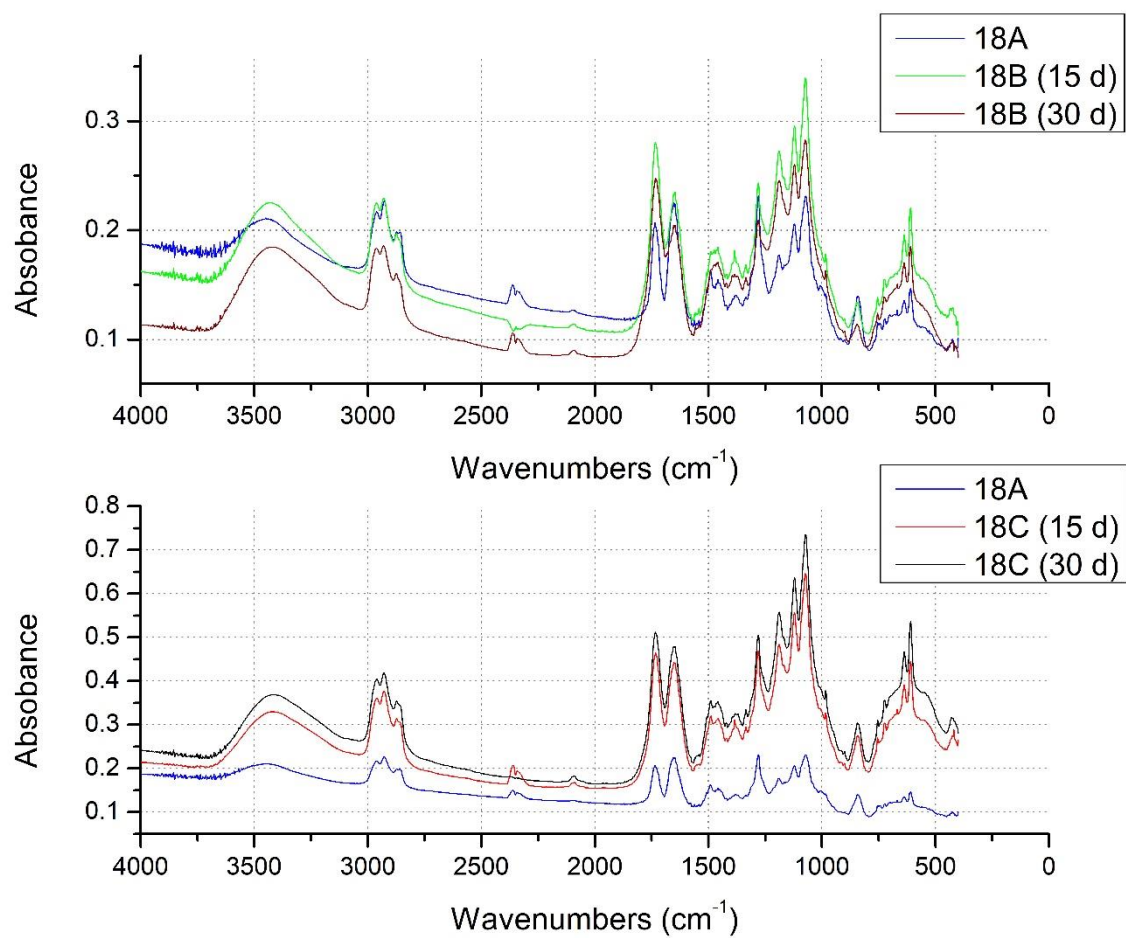 18A
18B (15 d)
18B (30 d)
0.3
0.2
0.1
Absobance
4000 3500 3000 2500 2000 1500 1000 500 0
Wavenumbers (cm⁻¹)
18A
18C (15 d)
18C (30 d)
0.8
0.7
0.6
0.5
0.4
0.3
0.2
0.1
Absobance
4000 3500 3000 2500 2000 1500 1000 500 0
Wavenumbers (cm⁻¹)